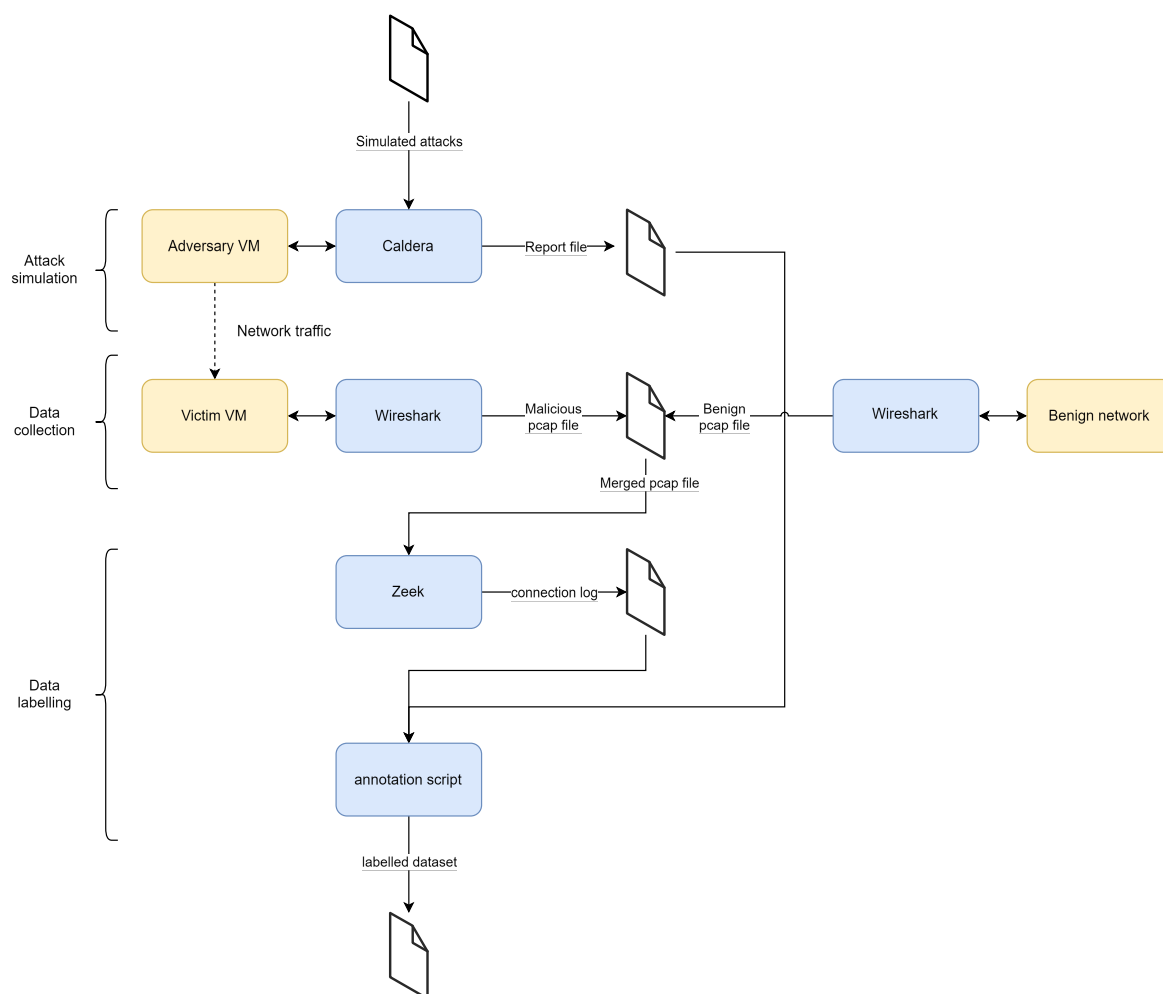 Simulated attacks
Attack
simulation
Adversary VM
Caldera
Report file
Network traffic
Data
collection
Victim VM
Wireshark
Malicious
pcap file
Benign
pcap file
Wireshark
Benign network
Merged pcap file
Zeek
connection log
Data
labelling
annotation script
labelled dataset